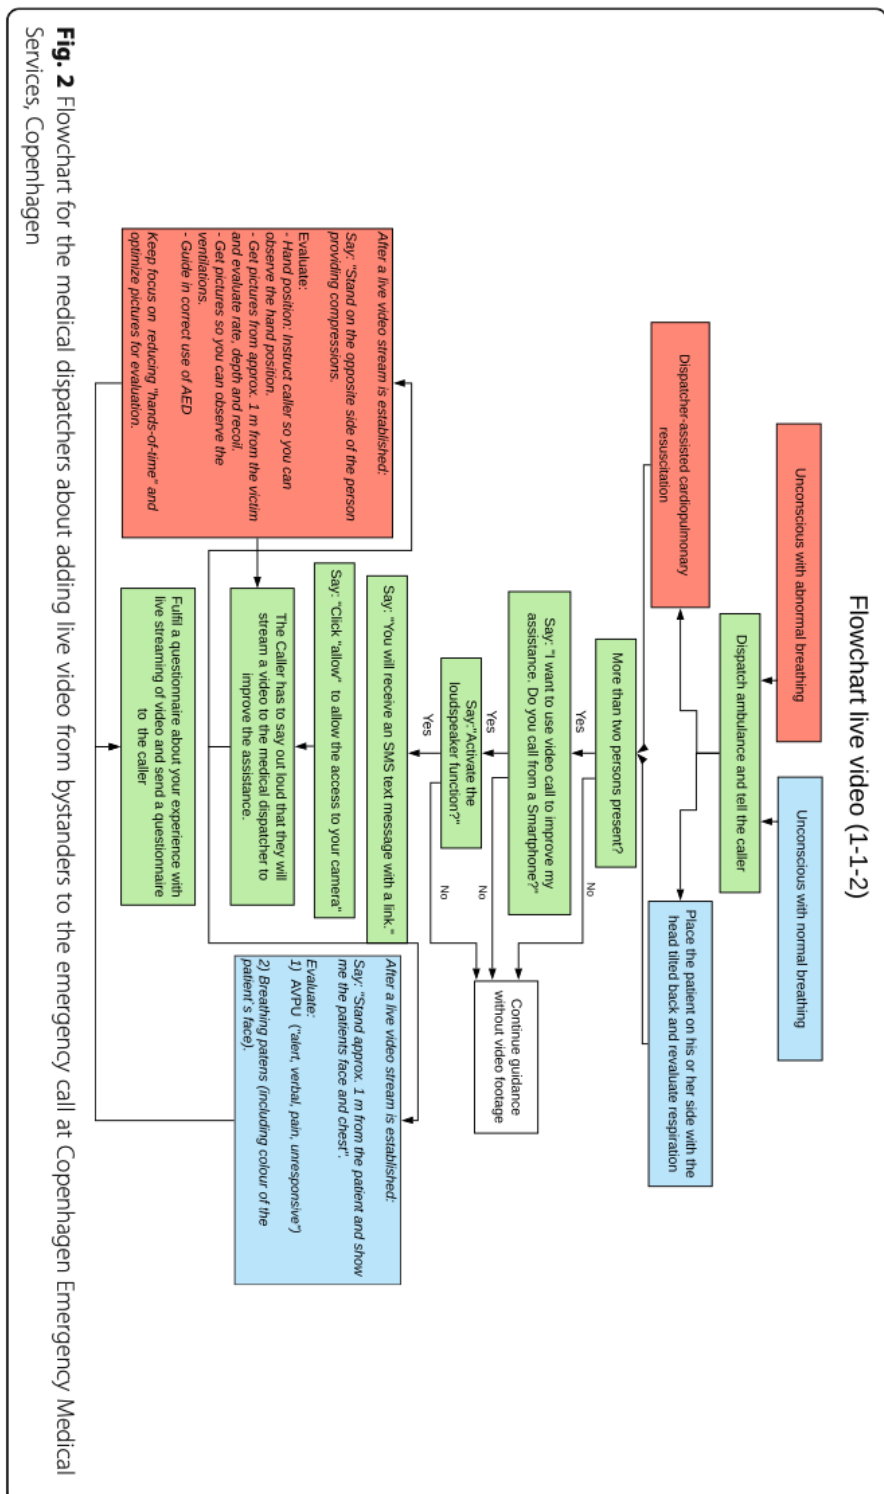 Flowchart live video (1-1-2)
Unconscious with abnormal breathing
Unconscious with normal breathing
Dispatch ambulance and tell the caller
Dispatcher-assisted cardiopulmonary
resuscitation
Place the patient on his or her side with the
head tilted back and revaluate respiration
More than two persons present?
Yes
No
Say: "I want to use video call to improve my
assistance. Do you call from a Smartphone?"
Yes
No
Continue guidance
without video footage
Say:"Activate the
loudspeaker function?"
Yes
No
Say: "You will receive an SMS text message with a link."
Say: "Click "allow" to allow the access to your camera"
The Caller has to say out loud that they will
stream a video to the medical dispatcher to
improve the assistance.
Fulfil a questionnaire about your experience with
live streaming of video and send a questionnaire
to the caller
After a live video stream is established:
Say: "Stand on the opposite side of the person
providing compressions.
Evaluate:
- Hand position: Instruct caller so you can
observe the hand position.
- Get pictures from approx. 1 m from the victim
and evaluate rate, depth and recoil.
- Get pictures so you can observe the
ventilations.
- Guide in correct use of AED
Keep focus on reducing "hands-of-time" and
optimize pictures for evaluation.
After a live video stream is established:
Say: "Stand approx. 1 m from the patient and show
me the patients face and chest".
Evaluate:
1) AVPU ("alert, verbal, pain, unresponsive")
2) Breathing patens (including colour of the
patient`s face).
Fig. 2 Flowchart for the medical dispatchers about adding live video from bystanders to the emergency call at Copenhagen Emergency Medical
Services, Copenhagen